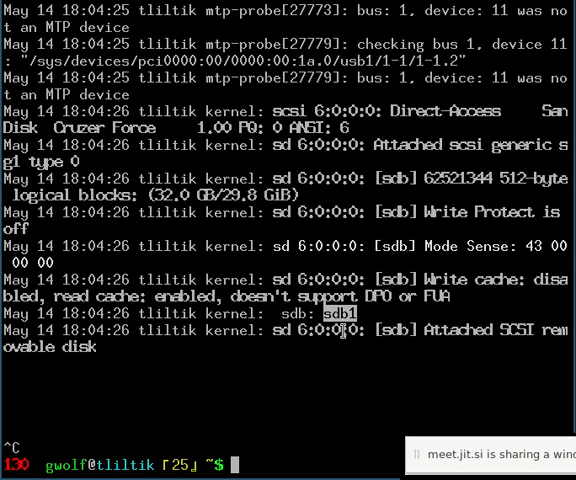 May 14 18:04:25 tliltik mtp-probe[27773]: bus: 1, device: 11 was no
t an MTP device
May 14 18:04:25 tliltik mtp-probe[27779]: checking bus 1, device 11
: "/sys/devices/pci0000:00/0000:00:1a.0/usb1/1-1/1-1.2"
May 14 18:04:25 tliltik mtp-probe[27779]: bus: 1, device: 11 was no
t an MTP device
May 14 18:04:26 tliltik kernel: scsi 6:0:0:0: Direct-Access     San
Disk  Cruzer Force     1.00 PQ: 0 ANSI: 6
May 14 18:04:26 tliltik kernel: sd 6:0:0:0: Attached scsi generic s
g1 type 0
May 14 18:04:26 tliltik kernel: sd 6:0:0:0: [sdb] 62521344 512-byte
 logical blocks: (32.0 GB/29.8 GiB)
May 14 18:04:26 tliltik kernel: sd 6:0:0:0: [sdb] Write Protect is
off
May 14 18:04:26 tliltik kernel: sd 6:0:0:0: [sdb] Mode Sense: 43 00
 00 00
May 14 18:04:26 tliltik kernel: sd 6:0:0:0: [sdb] Write cache: disa
bled, read cache: enabled, doesn't support DPO or FUA
May 14 18:04:26 tliltik kernel:  sdb: sdb1
May 14 18:04:26 tliltik kernel: sd 6:0:0:0: [sdb] Attached SCSI rem
ovable disk
^C
130 gwolf@tliltik『25』~$
meet.jit.si is sharing a wind